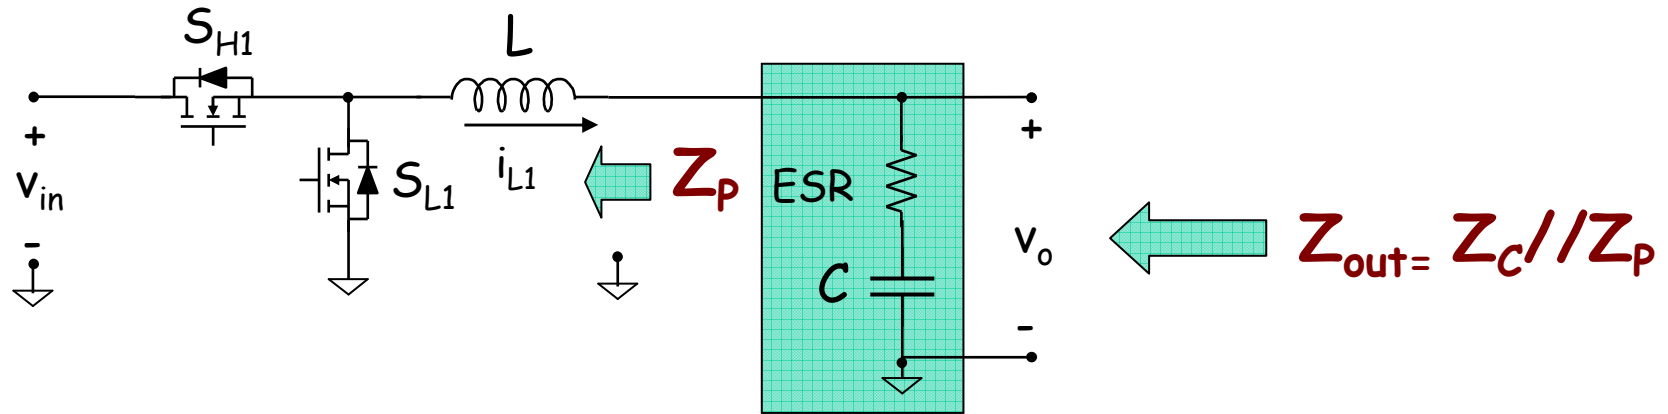 S_H1
L
+
v_in
-
S_L1
i_L1
Z_P
ESR
C
+
v_o
-
Z_out= Z_C//Z_P